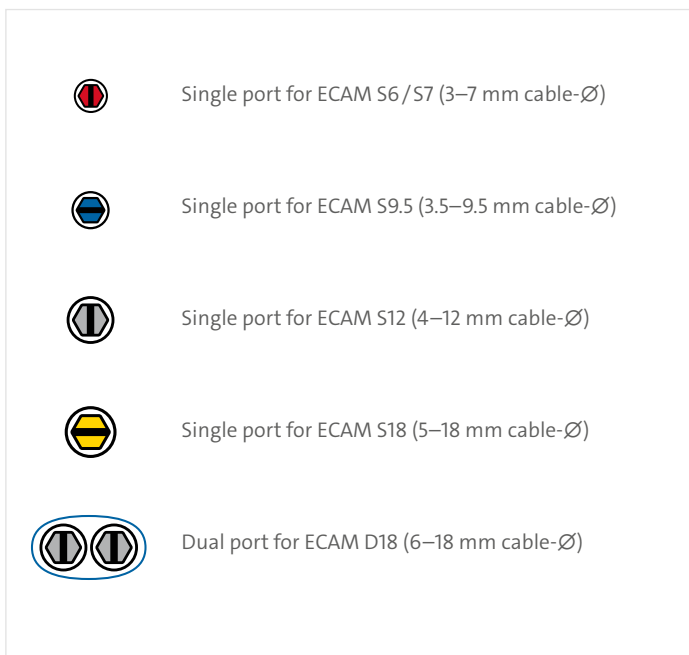 Single port for ECAM S6/S7 (3–7 mm cable-Ø)
Single port for ECAM S9.5 (3.5–9.5 mm cable-Ø)
Single port for ECAM S12 (4–12 mm cable-Ø)
Single port for ECAM S18 (5–18 mm cable-Ø)
Dual port for ECAM D18 (6–18 mm cable-Ø)